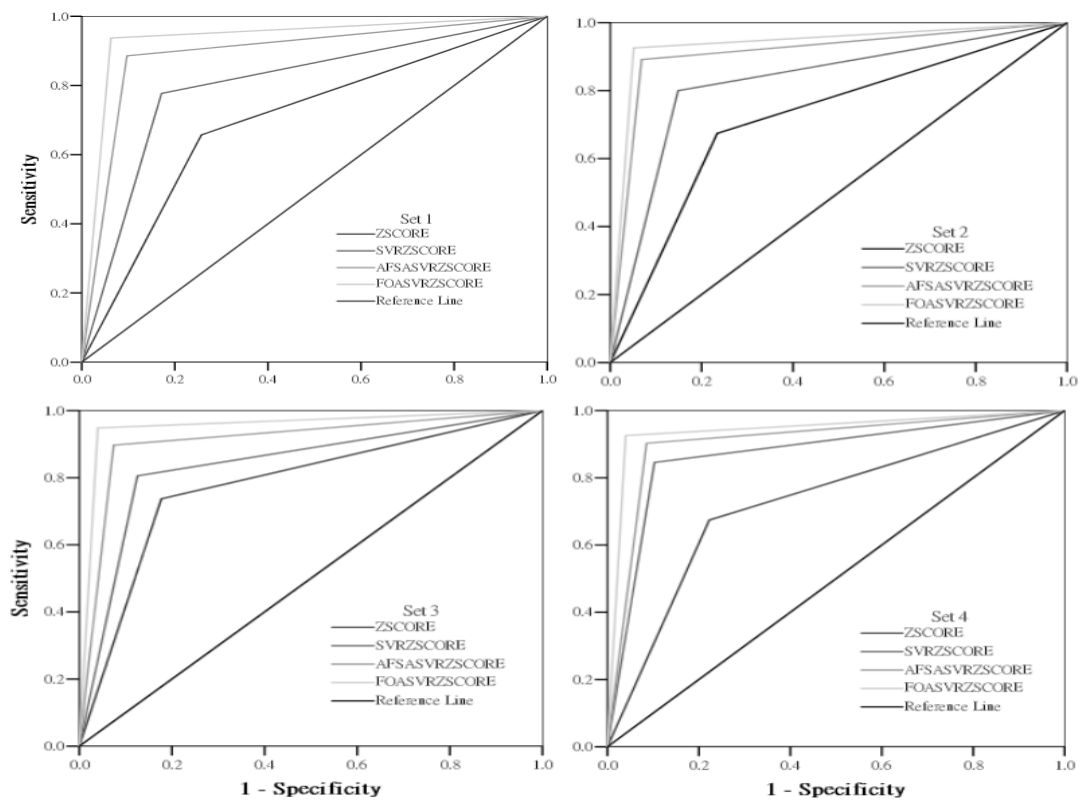 1.0
0.8
0.6
0.4
0.2
0.0
Sensitivity
0.0 0.2 0.4 0.6 0.8 1.0
Set 1
ZSCORE
SVRZSCORE
AFSASVRZSCORE
FOASVRZSCORE
Reference Line
1.0
0.8
0.6
0.4
0.2
0.0
0.0 0.2 0.4 0.6 0.8 1.0
Set 2
ZSCORE
SVRZSCORE
AFSASVRZSCORE
FOASVRZSCORE
Reference Line
1.0
0.8
0.6
0.4
0.2
0.0
Sensitivity
0.0 0.2 0.4 0.6 0.8 1.0
1 - Specificity
Set 3
ZSCORE
SVRZSCORE
AFSASVRZSCORE
FOASVRZSCORE
Reference Line
1.0
0.8
0.6
0.4
0.2
0.0
0.0 0.2 0.4 0.6 0.8 1.0
1 - Specificity
Set 4
ZSCORE
SVRZSCORE
AFSASVRZSCORE
FOASVRZSCORE
Reference Line